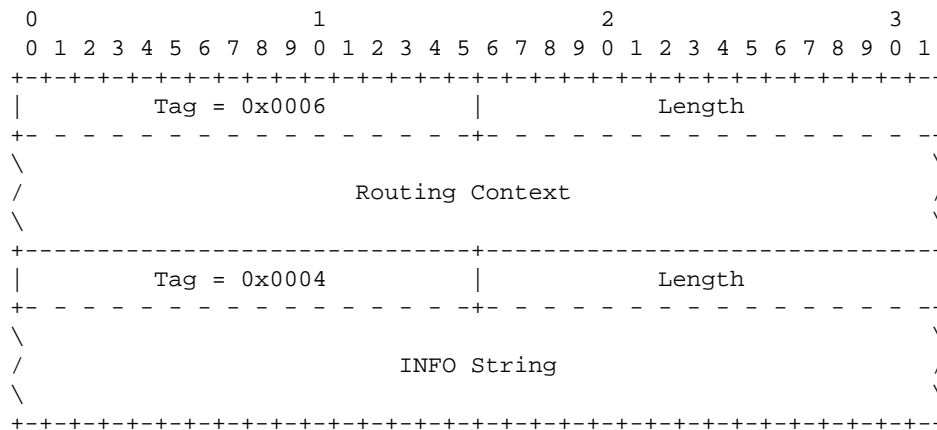 0                   1                   2                   3
 0 1 2 3 4 5 6 7 8 9 0 1 2 3 4 5 6 7 8 9 0 1 2 3 4 5 6 7 8 9 0 1
+-+-+-+-+-+-+-+-+-+-+-+-+-+-+-+-+-+-+-+-+-+-+-+-+-+-+-+-+-+-+-+--
|         Tag = 0x0006          |            Length
+- - - - - - - - - - - - - - - -+- - - - - - - - - - - - - - - --
\                                                               \
/                       Routing Context                         /
\                                                               \
+-------------------------------+--------------------------------
|         Tag = 0x0004          |            Length
+- - - - - - - - - - - - - - - -+- - - - - - - - - - - - - - - --
\                                                               \
/                          INFO String                          /
\                                                               \
+-+-+-+-+-+-+-+-+-+-+-+-+-+-+-+-+-+-+-+-+-+-+-+-+-+-+-+-+-+-+-+--